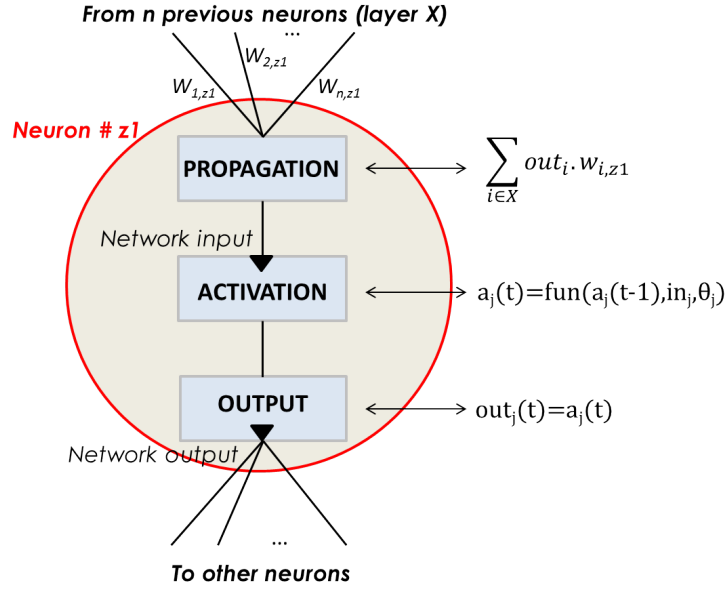 From n previous neurons (layer X)
...
W1,z1
W2,z1
Wn,z1
Neuron # z1
PROPAGATION
∑i∈X outi.wi,z1
Network input
ACTIVATION
aj(t)=fun(aj(t-1),inj,θj)
OUTPUT
outj(t)=aj(t)
Network output
...
To other neurons